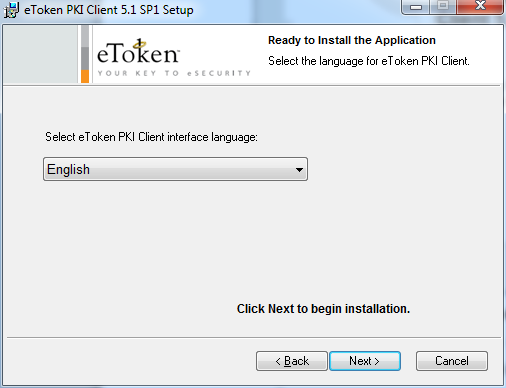 eToken PKI Client 5.1 SP1 Setup
eToken™
YOUR KEY TO eSECURITY
Ready to Install the Application
Select the language for eToken PKI Client.
Select eToken PKI Client interface language:
English
Click Next to begin installation.
< Back
Next >
Cancel